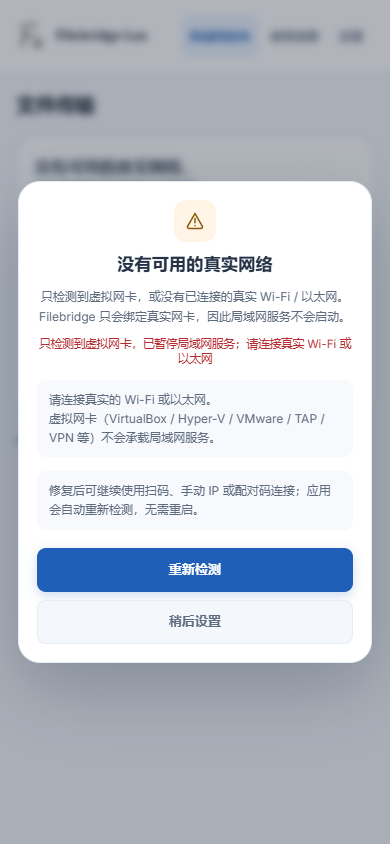 文件传输
没有可用的真实网络
只检测到虚拟网卡，或没有已连接的真实 Wi-Fi / 以太网。
Filebridge 只会绑定真实网卡，因此局域网服务不会启动。
只检测到虚拟网卡，已暂停局域网服务；请连接真实 Wi-Fi 或
以太网
请连接真实的 Wi-Fi 或以太网。
虚拟网卡（VirtualBox / Hyper-V / VMware / TAP /
VPN 等）不会承载局域网服务。
修复后可继续使用扫码、手动 IP 或配对码连接；应用
会自动重新检测，无需重启。
重新检测
稍后设置